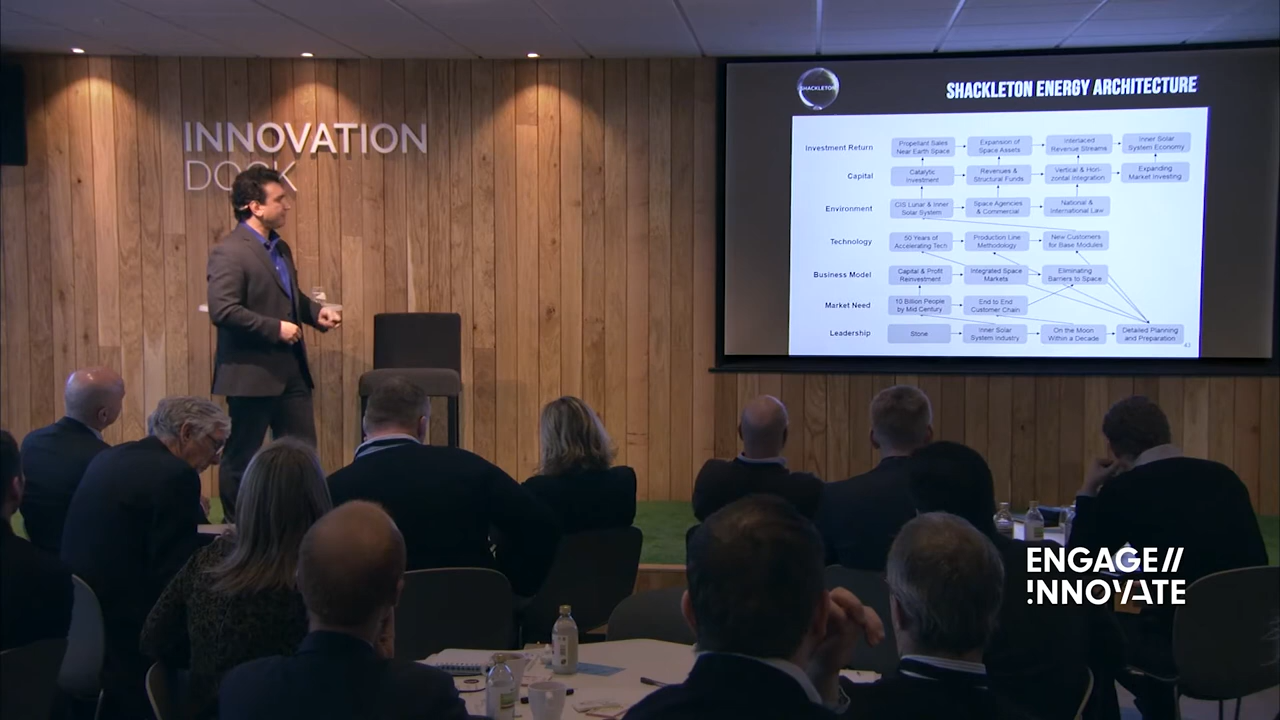 INNOVATION
DOCK
SHACKLETON
SHACKLETON ENERGY ARCHITECTURE
Investment Return
Propellant Sales
Near Earth Space
Expansion of
Space Assets
Interlaced
Revenue Streams
Inner Solar
System Economy
Capital
Catalytic
Investment
Revenues &
Structural Funds
Vertical & Hori-
zontal Integration
Expanding
Market Investing
Environment
CIS Lunar & Inner
Solar System
Space Agencies
& Commercial
National &
International Law
Technology
50 Years of
Accelerating Tech
Production Line
Methodology
New Customers
for Base Modules
Business Model
Capital & Profit
Reinvestment
Integrated Space
Markets
Eliminating
Barriers to Space
Market Need
10 Billion People
by Mid Century
End to End
Customer Chain
Leadership
Stone
Inner Solar
System Industry
On the Moon
Within a Decade
Detailed Planning
and Preparation
43
ENGAGE//
!NNOVATE